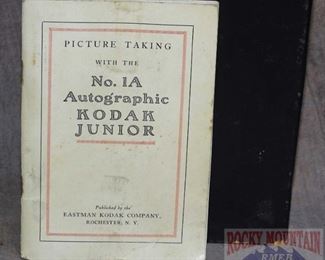 PICTURE TAKING
WITH THE
No. 1A
Autographic
KODAK
JUNIOR
Published by the
EASTMAN KODAK COMPANY,
ROCHESTER, N. Y.
ROCKY MOUNTAIN